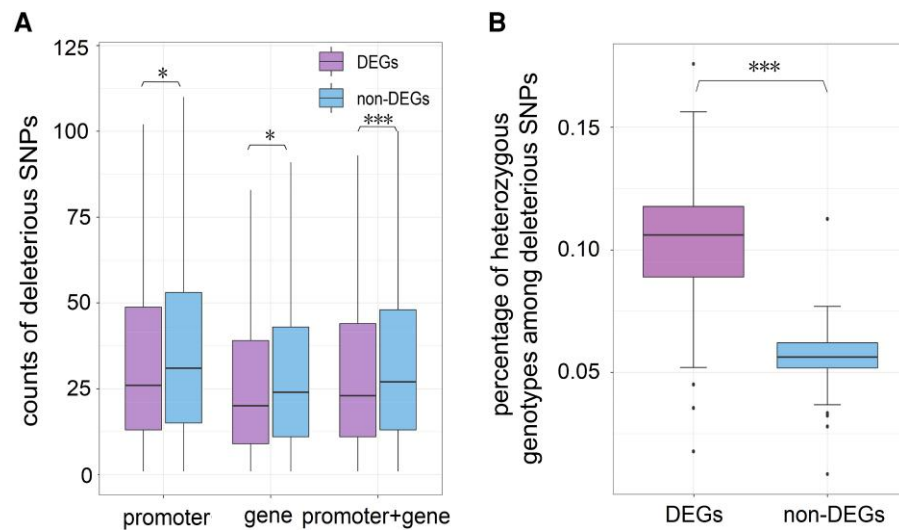 A
counts of deleterious SNPs
125
100
75
50
25
0
DEGs
non-DEGs
*
*
***
promoter
gene
promoter+gene
B
percentage of heterozygous
genotypes among deleterious SNPs
0.15
0.10
0.05
***
DEGs
non-DEGs